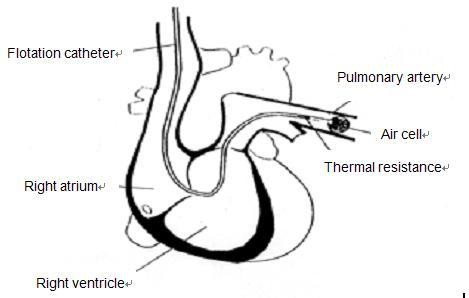 Flotation catheter
Pulmonary artery
Air cell
Thermal resistance
Right atrium
Right ventricle